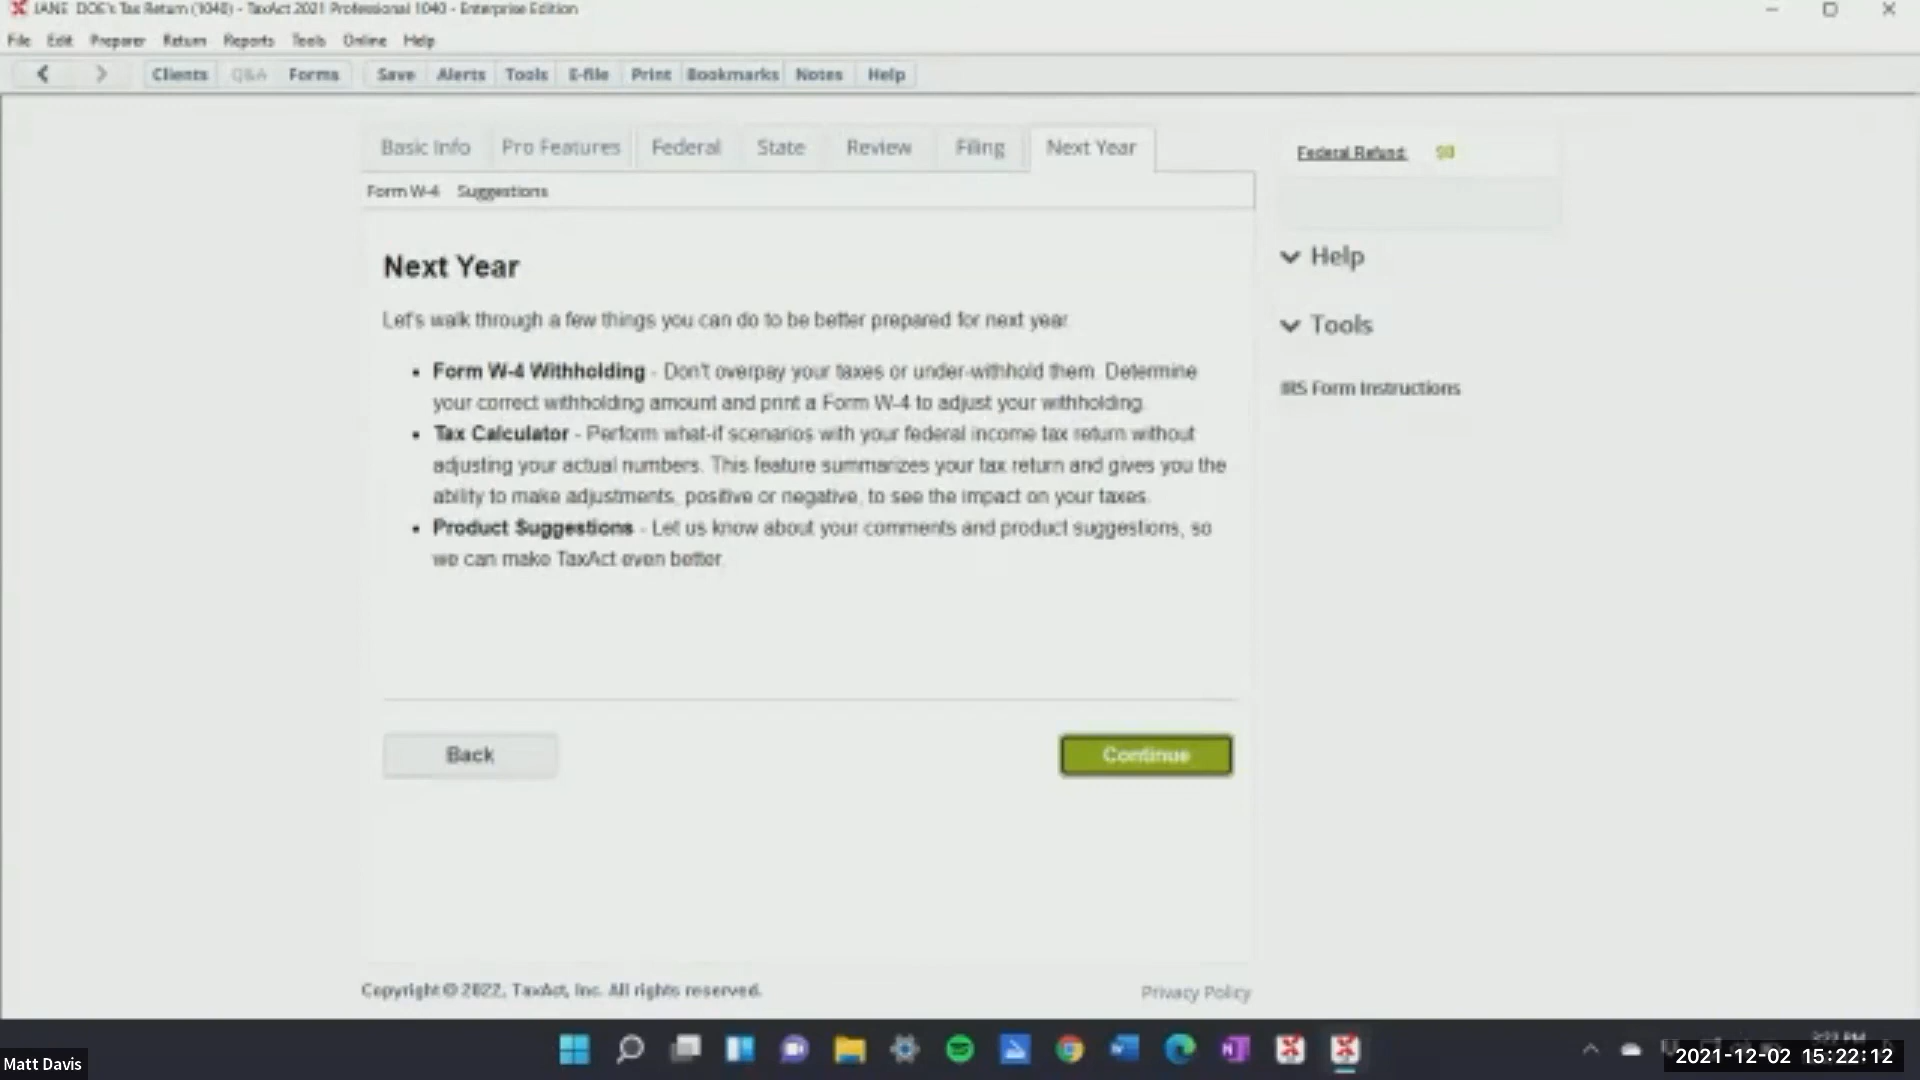 JANE DOE's Tax Return (1040) - TaxAct 2021 Professional 1040 - Enterprise Edition
File Edit Preparer Return Reports Tools Online Help
Clients Q&A Forms Save Alerts Tools E-file Print Bookmarks Notes Help
Basic Info Pro Features Federal State Review Filing Next Year
Federal Refund: $0
Form W-4 Suggestions
Help
Next Year
Let's walk through a few things you can do to be better prepared for next year.
Tools
• Form W-4 Withholding - Don't overpay your taxes or under-withhold them. Determine
your correct withholding amount and print a Form W-4 to adjust your withholding.
IRS Form Instructions
• Tax Calculator - Perform what-if scenarios with your federal income tax return without
adjusting your actual numbers. This feature summarizes your tax return and gives you the
ability to make adjustments, positive or negative, to see the impact on your taxes.
• Product Suggestions - Let us know about your comments and product suggestions, so
we can make TaxAct even better.
Back Continue
Copyright © 2022, TaxAct, Inc. All rights reserved.
Privacy Policy
Matt Davis
2021-12-02 15:22:12